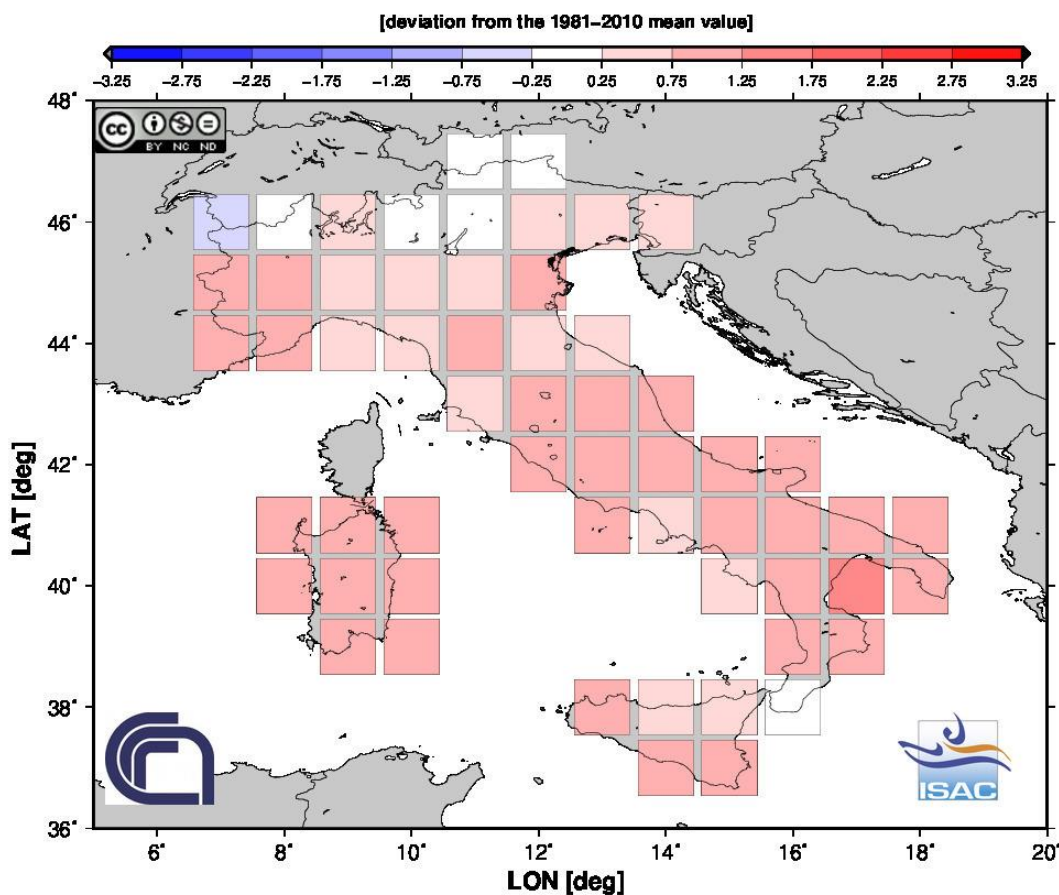 [deviation from the 1981–2010 mean value]
−3.25 −2.75 −2.25 −1.75 −1.25 −0.75 −0.25 0.25 0.75 1.25 1.75 2.25 2.75 3.25
cc
BY NC ND
48°
46°
44°
42°
40°
38°
36°
LAT [deg]
ISAC
6° 8° 10° 12° 14° 16° 18° 20°
LON [deg]